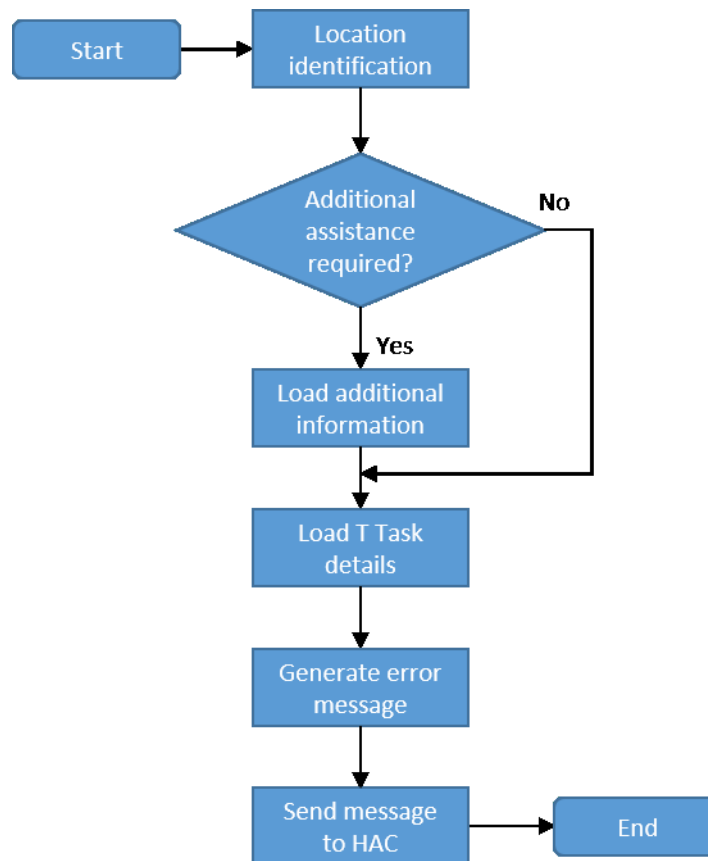 Start
Location
identification
Additional
assistance
required?
No
Yes
Load additional
information
Load T Task
details
Generate error
message
Send message
to HAC
End